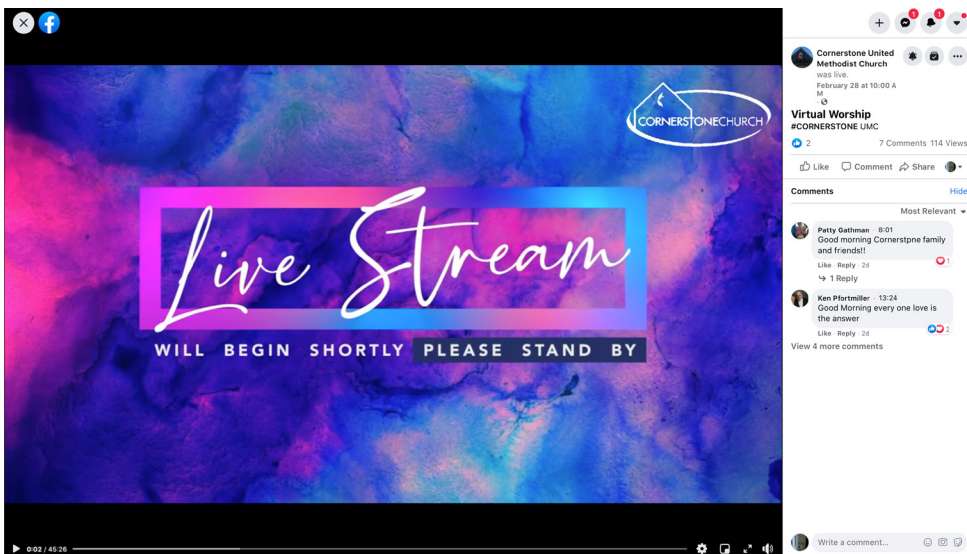 CORNERSTONECHURCH
Live Stream
WILL BEGIN SHORTLY PLEASE STAND BY
0:02 / 45:26
1
1
Cornerstone United
Methodist Church
was live.
February 28 at 10:00 A
M
·
Virtual Worship
#CORNERSTONE UMC
2
7 Comments 114 Views
Like Comment Share
Comments Hide
Most Relevant
Patty Gathman · 8:01
Good morning Cornerstpne family
and friends!!
1
Like · Reply · 2d
1 Reply
Ken Pfortmiller · 13:24
Good Morning every one love is
the answer
2
Like · Reply · 2d
View 4 more comments
Write a comment...